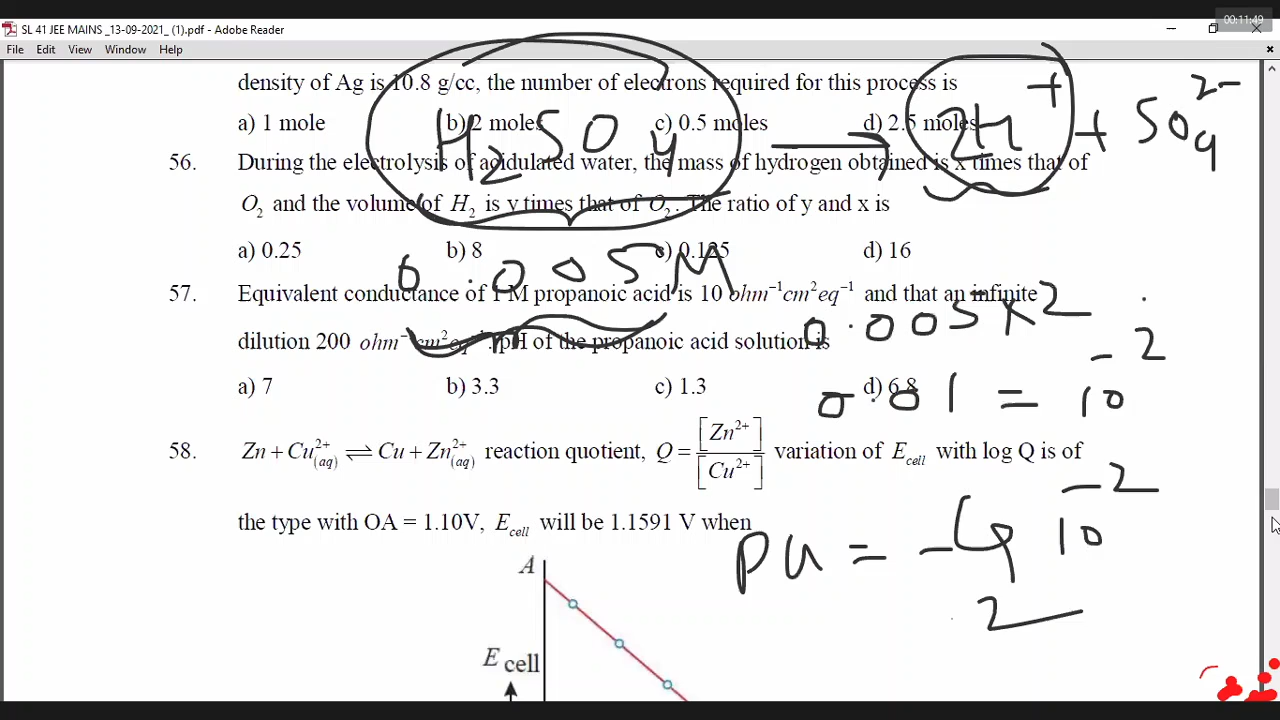 00:11:49
SL 41 JEE MAINS _13-09-2021_ (1).pdf - Adobe Reader
File Edit View Window Help
density of Ag is 10.8 g/cc, the number of electrons required for this process is
a) 1 mole b) 2 moles c) 0.5 moles d) 2.5 moles
H₂SO₄ → 2H⁺ + SO₄²⁻
56. During the electrolysis of acidulated water, the mass of hydrogen obtained is x times that of
O₂ and the volume of H₂ is y times that of O₂. The ratio of y and x is
a) 0.25 b) 8 c) 0.125 d) 16
0.005 M
57. Equivalent conductance of 1 M propanoic acid is 10 ohm⁻¹cm²eq⁻¹ and that an infinite
0.005 x 2
dilution 200 ohm⁻¹cm²eq⁻¹. pH of the propanoic acid solution is
a) 7 b) 3.3 c) 1.3 d) 6.8
0.01 = 10⁻²
58. Zn + Cu²⁺(aq) ⇌ Cu + Zn²⁺(aq) reaction quotient, Q = [Zn²⁺]/[Cu²⁺] variation of E cell with log Q is of
the type with OA = 1.10V, E cell will be 1.1591 V when
10⁻²
2
A
E cell